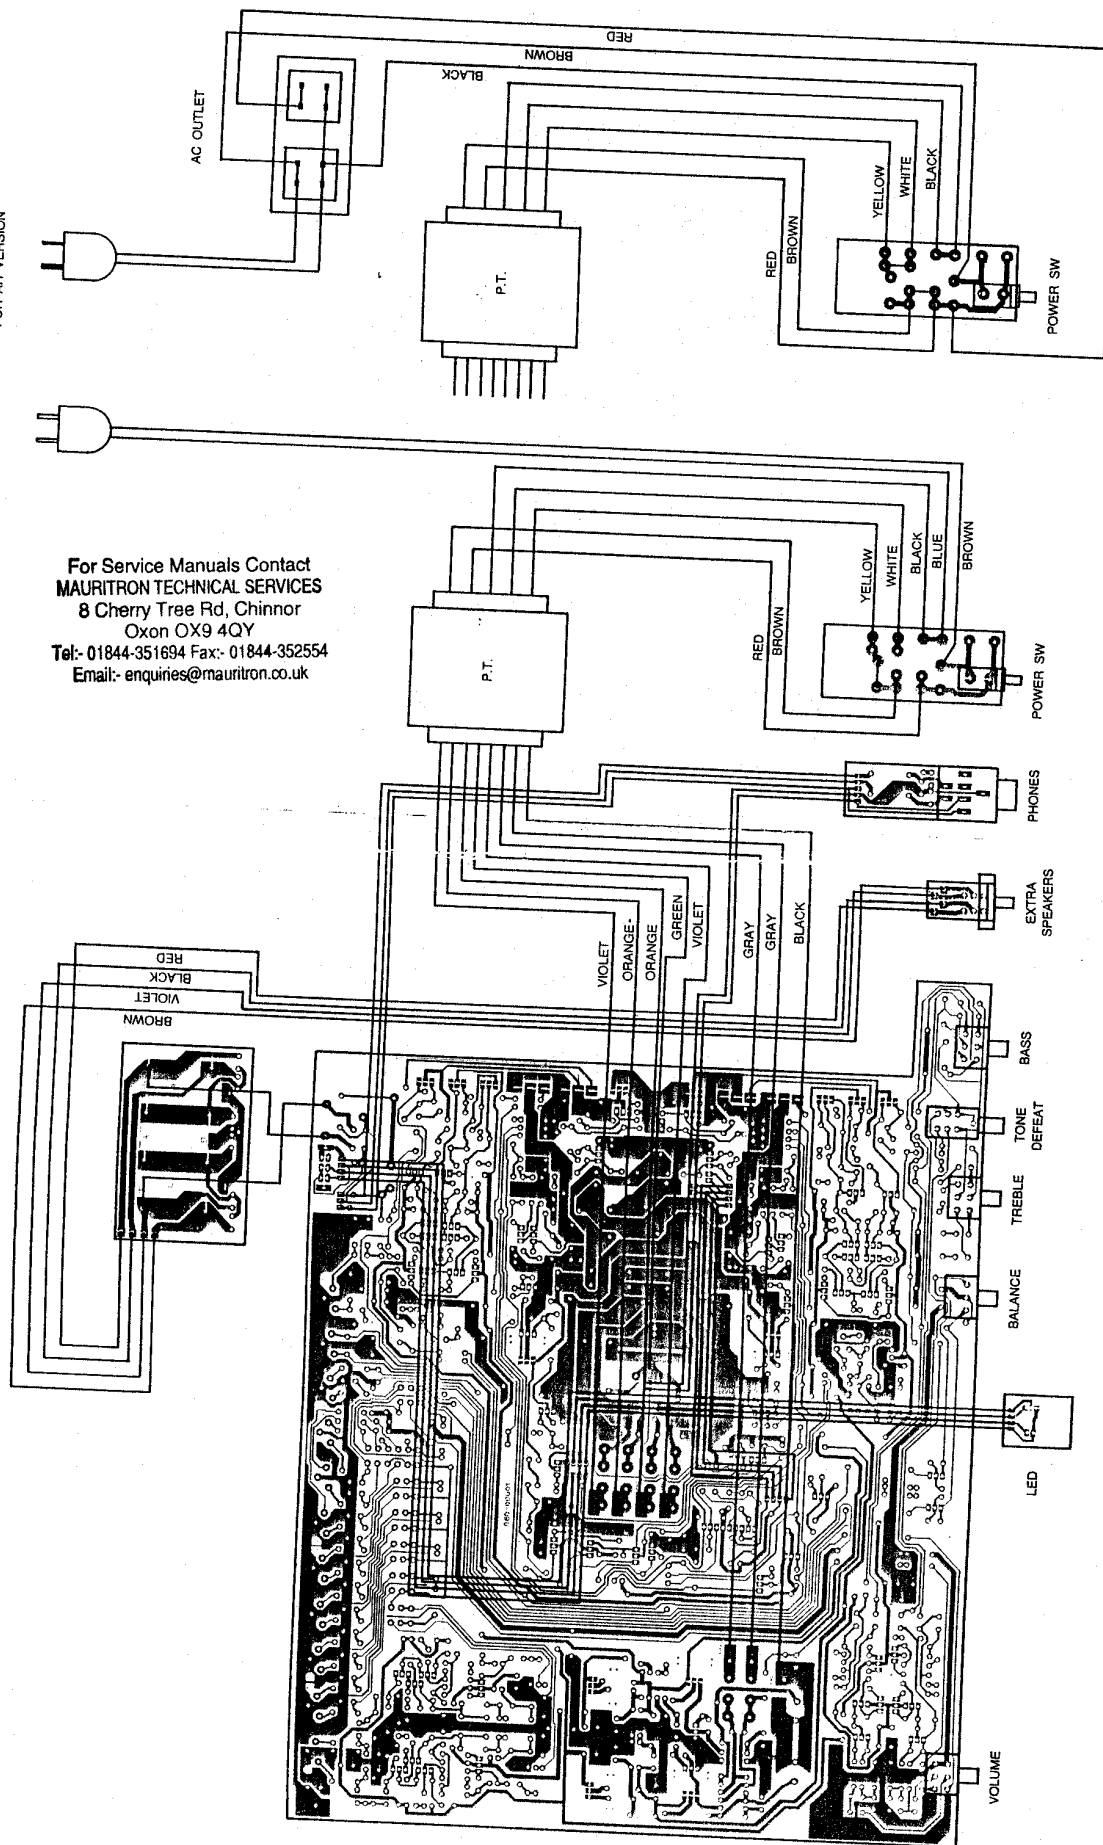 FOR AH VERSION
RED
BROWN
BLACK
AC OUTLET
P.T.
YELLOW
WHITE
BLACK
RED
BROWN
POWER SW
For Service Manuals Contact
MAURITRON TECHNICAL SERVICES
8 Cherry Tree Rd, Chinnor
Oxon OX9 4QY
Tel:- 01844-351694 Fax:- 01844-352554
Email:- enquiries@mauritron.co.uk
P.T.
YELLOW
WHITE
BLACK
BLUE
BROWN
RED
BROWN
POWER SW
PHONES
EXTRA
SPEAKERS
VIOLET
ORANGE-
ORANGE
GREEN
VIOLET
GRAY
GRAY
BLACK
RED
BLACK
VIOLET
BROWN
BASS
TONE
DEFEAT
TREBLE
BALANCE
LED
VOLUME